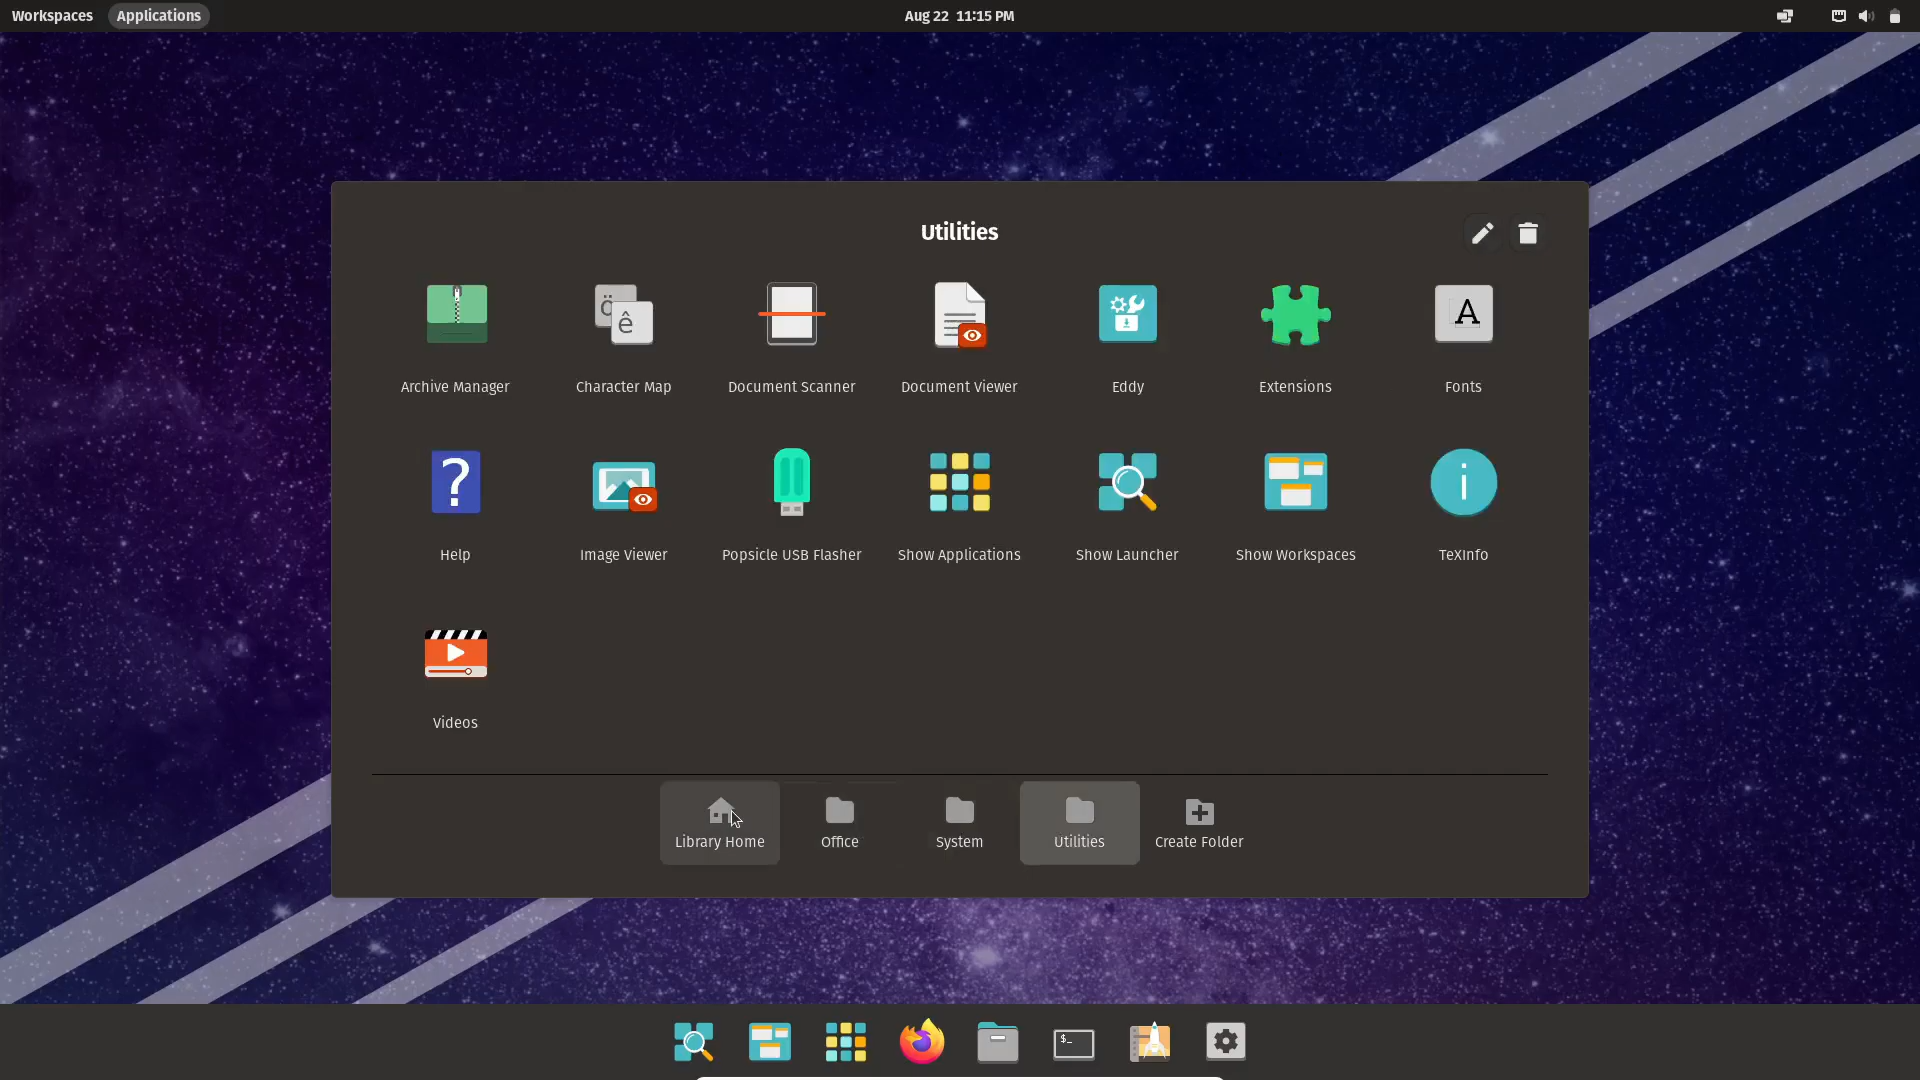 Workspaces Applications Aug 22 11:15 PM
Utilities
Archive Manager Character Map Document Scanner Document Viewer Eddy Extensions Fonts
Help Image Viewer Popsicle USB Flasher Show Applications Show Launcher Show Workspaces TeXInfo
Videos
Library Home Office System Utilities Create Folder